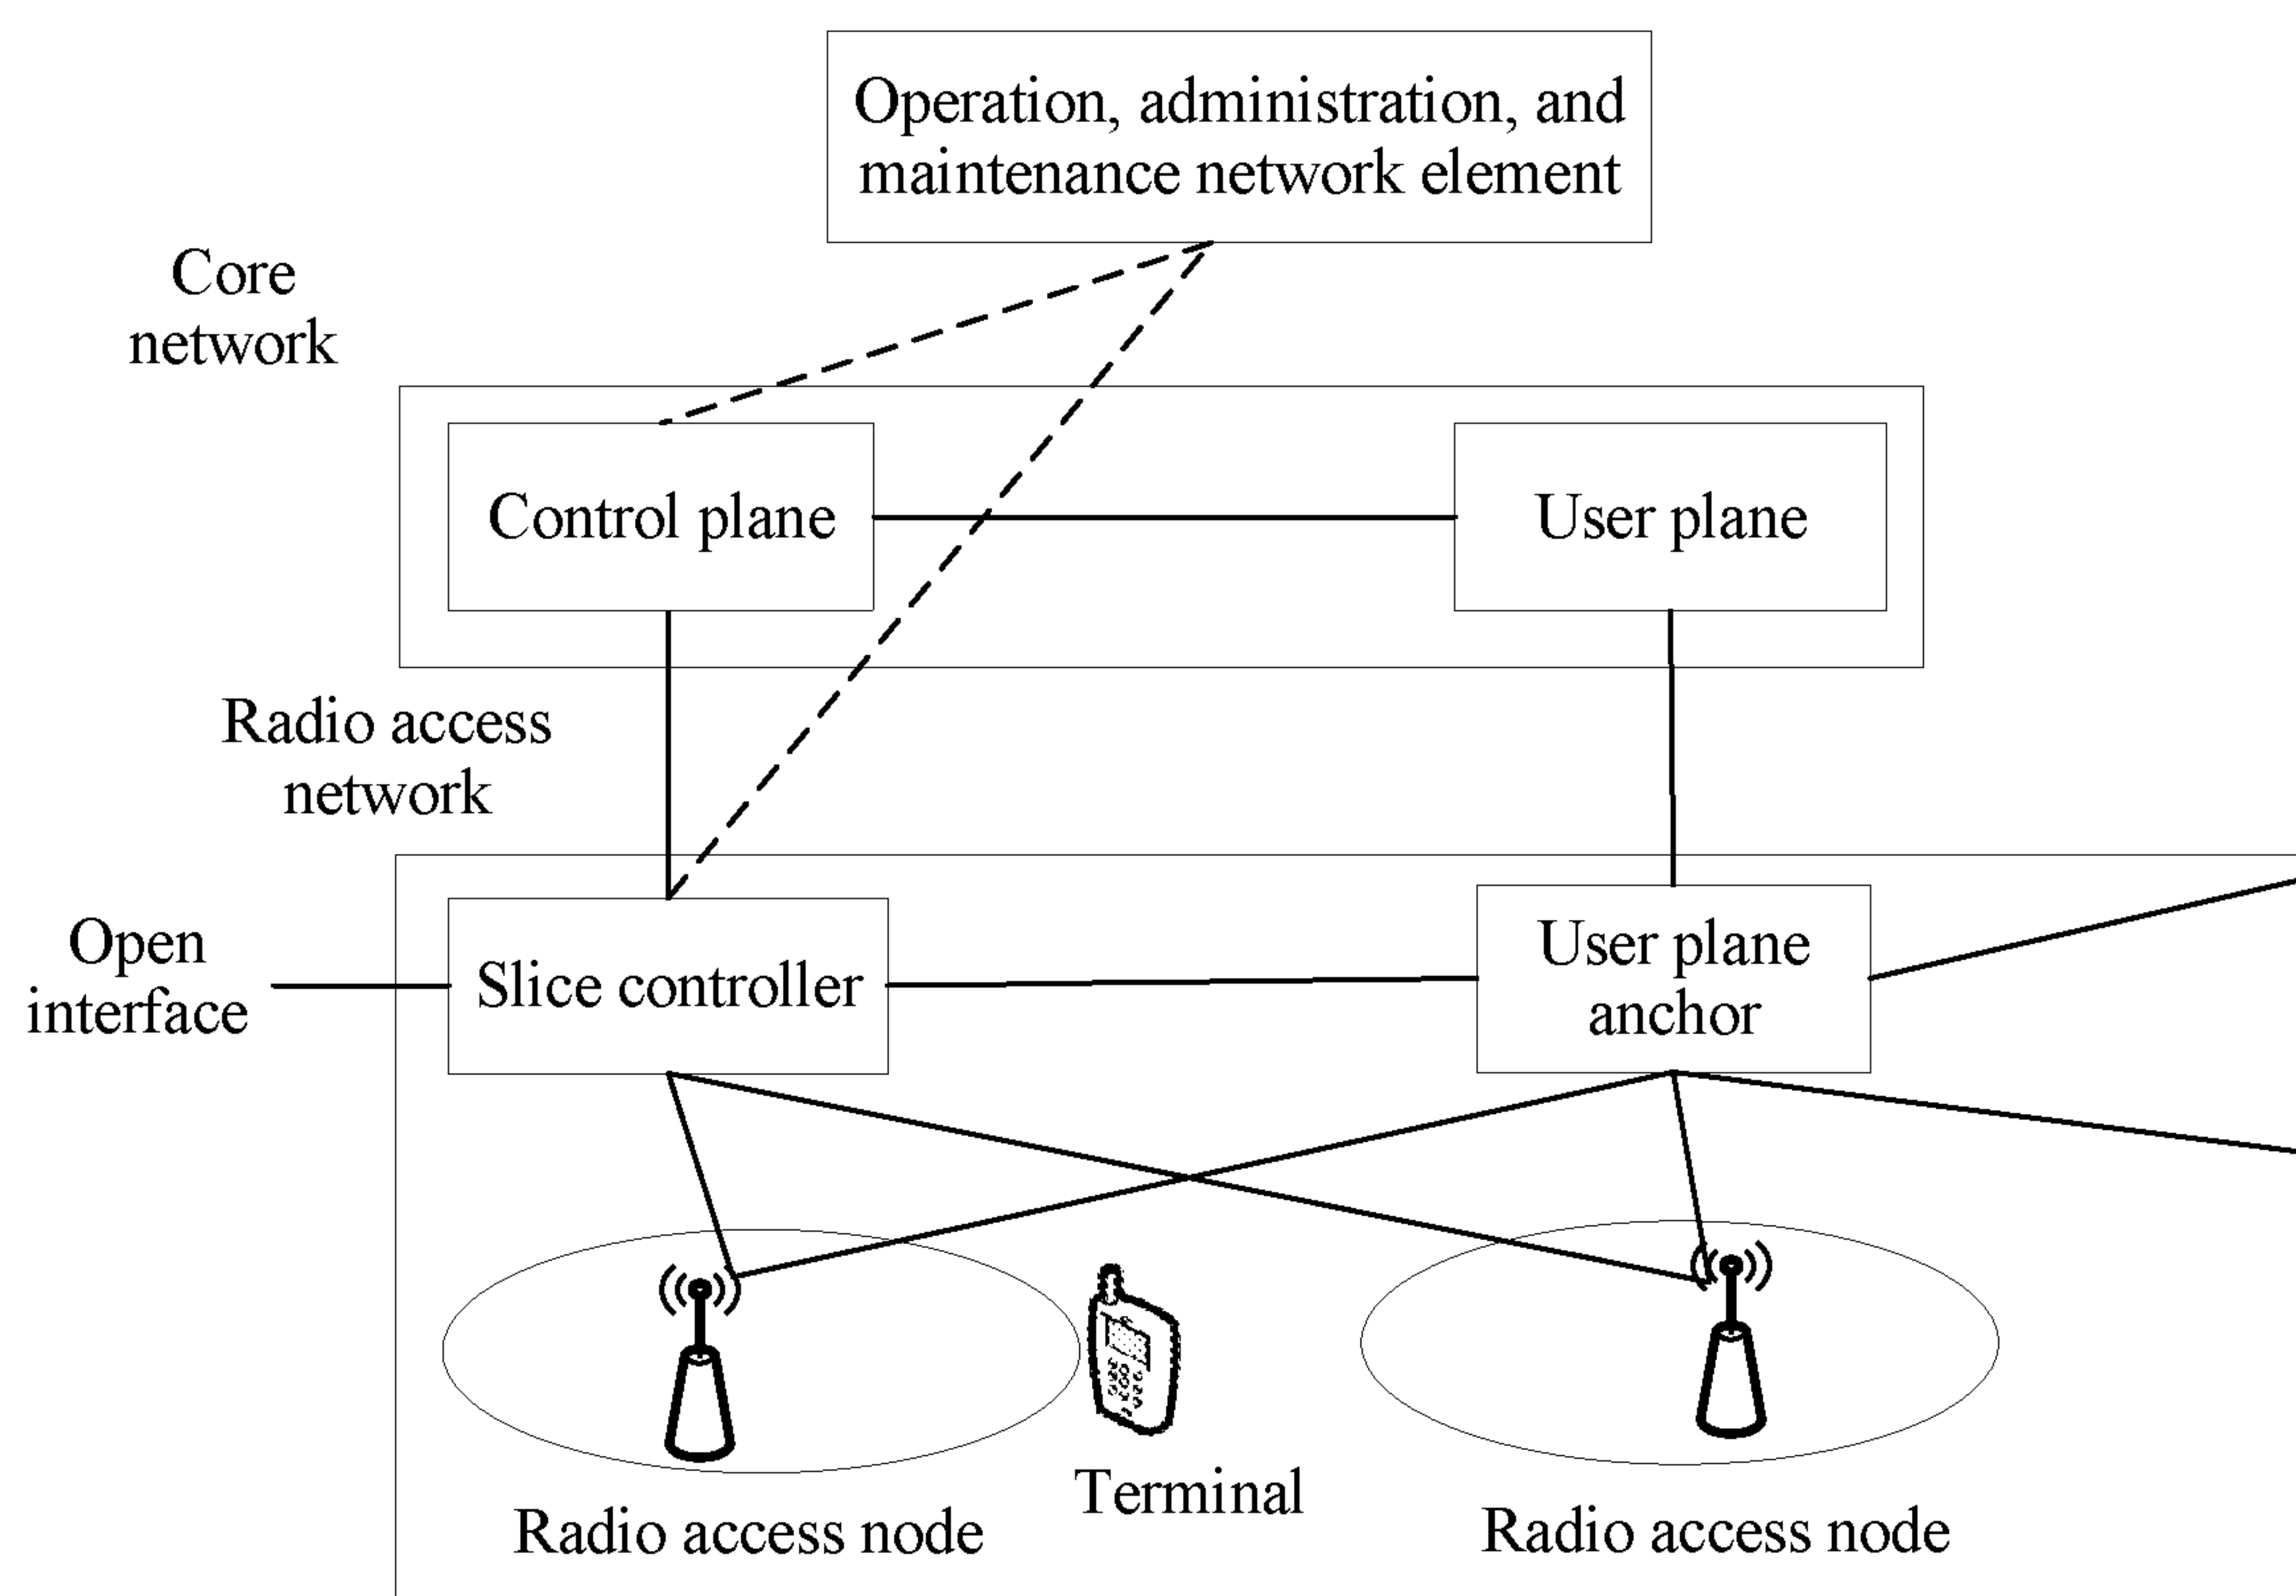 Operation, administration, and
maintenance network element
Core
network
Control plane
User plane
Radio access
network
Open
interface
Slice controller
User plane
anchor
Terminal
Radio access node
Radio access node